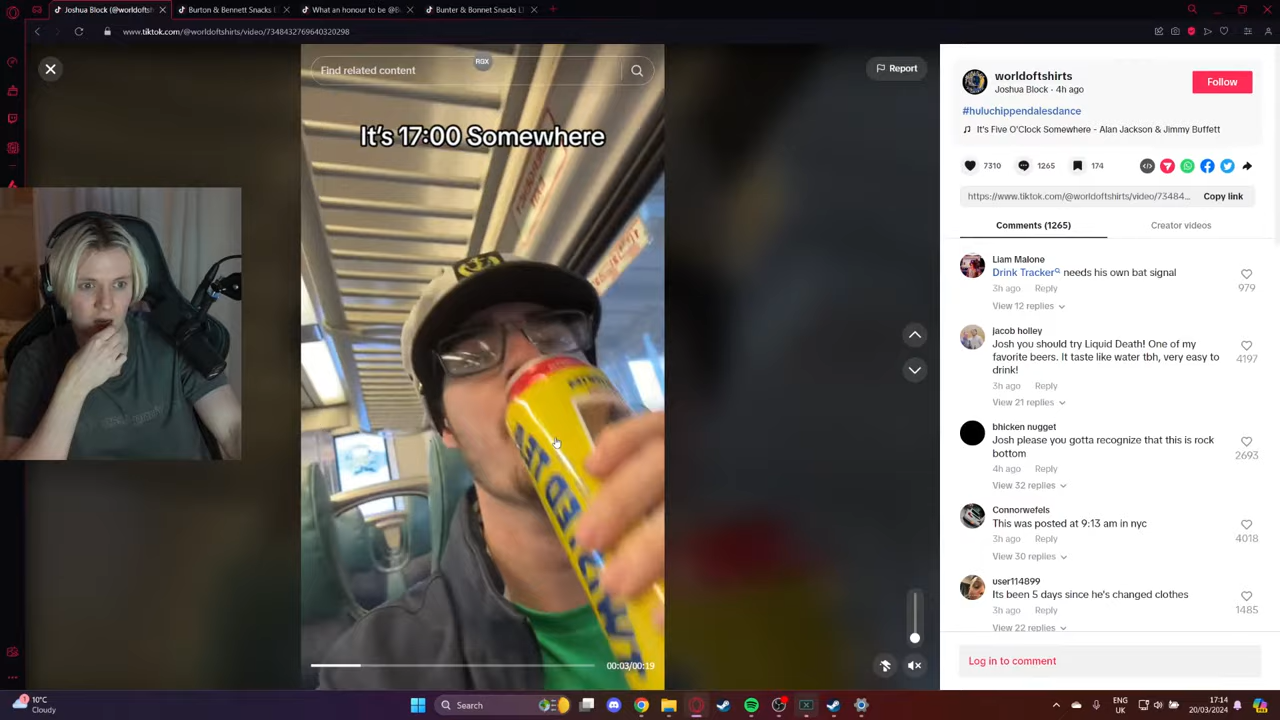 Joshua Block (@worldofts
Burton & Bennett Snacks
What an honour to be @B
Bunter & Bonnet Snacks L
www.tiktok.com/@worldoftshirts/video/7348432769640320298
Find related content
RGX
Report
It's 17:00 Somewhere
00:03/00:19
worldoftshirts
Joshua Block · 4h ago
Follow
#huluchippendalesdance
It's Five O'Clock Somewhere - Alan Jackson & Jimmy Buffett
7310
1265
174
https://www.tiktok.com/@worldoftshirts/video/73484...
Copy link
Comments (1265)
Creator videos
Liam Malone
Drink Tracker needs his own bat signal
3h ago Reply
979
View 12 replies
jacob holley
Josh you should try Liquid Death! One of my
favorite beers. It taste like water tbh, very easy to
drink!
4197
3h ago Reply
View 21 replies
bhicken nugget
Josh please you gotta recognize that this is rock
bottom
2693
4h ago Reply
View 32 replies
Connorwefels
This was posted at 9:13 am in nyc
4018
3h ago Reply
View 30 replies
user114899
Its been 5 days since he's changed clothes
1485
3h ago Reply
View 22 replies
Log in to comment
10°C
Cloudy
Search
ENG
UK
17:14
20/03/2024